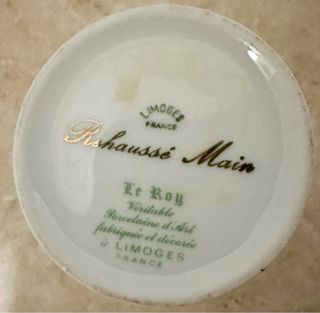 LIMOGES
FRANCE
Rehaussé Main
Le Roy
Véritable
Porcelaine d'Art
fabriquée et décorée
à LIMOGES
FRANCE